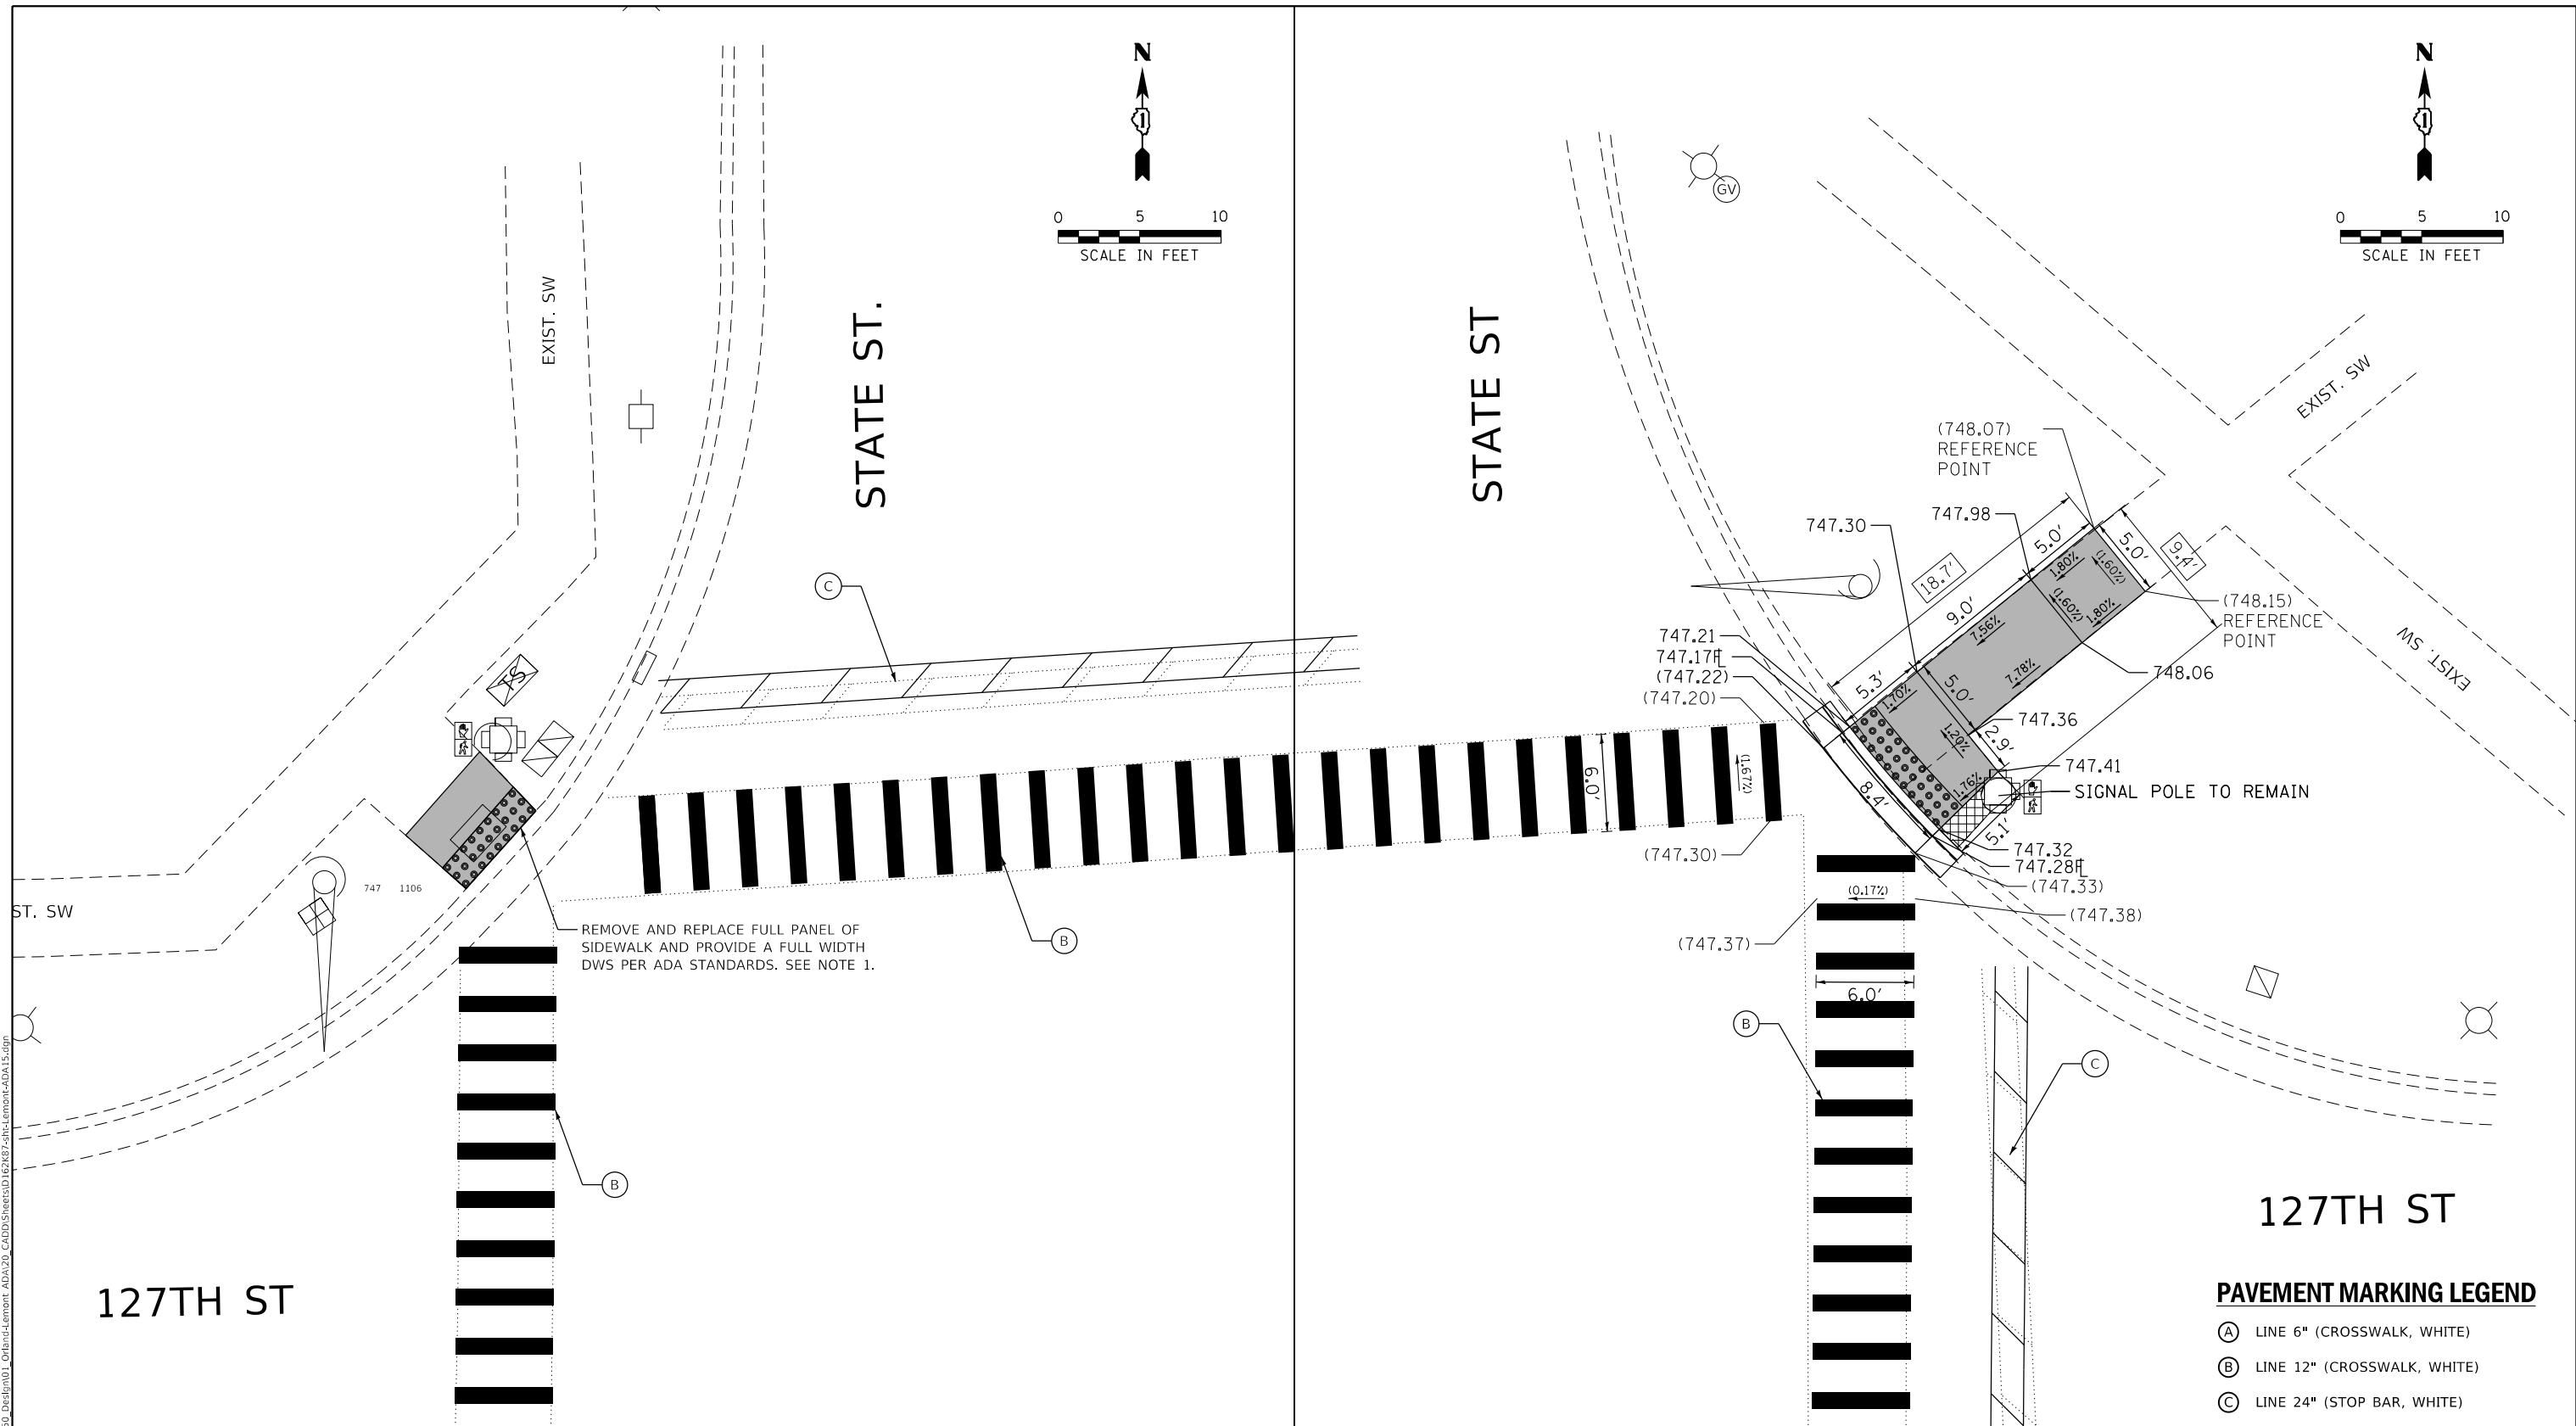 N
1
0 5 10
SCALE IN FEET
EXIST. SW
STATE ST.
C
TS
747 1106
ST. SW
REMOVE AND REPLACE FULL PANEL OF
SIDEWALK AND PROVIDE A FULL WIDTH
DWS PER ADA STANDARDS. SEE NOTE 1.
B
B
127TH ST
N
1
0 5 10
SCALE IN FEET
GV
STATE ST
EXIST. SW
(748.07)
REFERENCE
POINT
747.30
747.98
5.0'
5.0'
9.4'
18.7'
1.80%
(1.60%)
(1.60%)
1.80%
9.0'
(748.15)
REFERENCE
POINT
EXIST. SW
7.56%
7.78%
747.21
747.17FL
(747.22)
(747.20)
748.06
5.3'
1.70%
5.0'
747.36
1.20%
2.9'
747.41
SIGNAL POLE TO REMAIN
1.76%
8.4'
5.1'
6.0'
(1.67%)
747.32
747.28FL
(747.33)
(747.30)
(0.17%)
(747.38)
(747.37)
6.0'
B
C
127TH ST
PAVEMENT MARKING LEGEND
A LINE 6" (CROSSWALK, WHITE)
B LINE 12" (CROSSWALK, WHITE)
C LINE 24" (STOP BAR, WHITE)